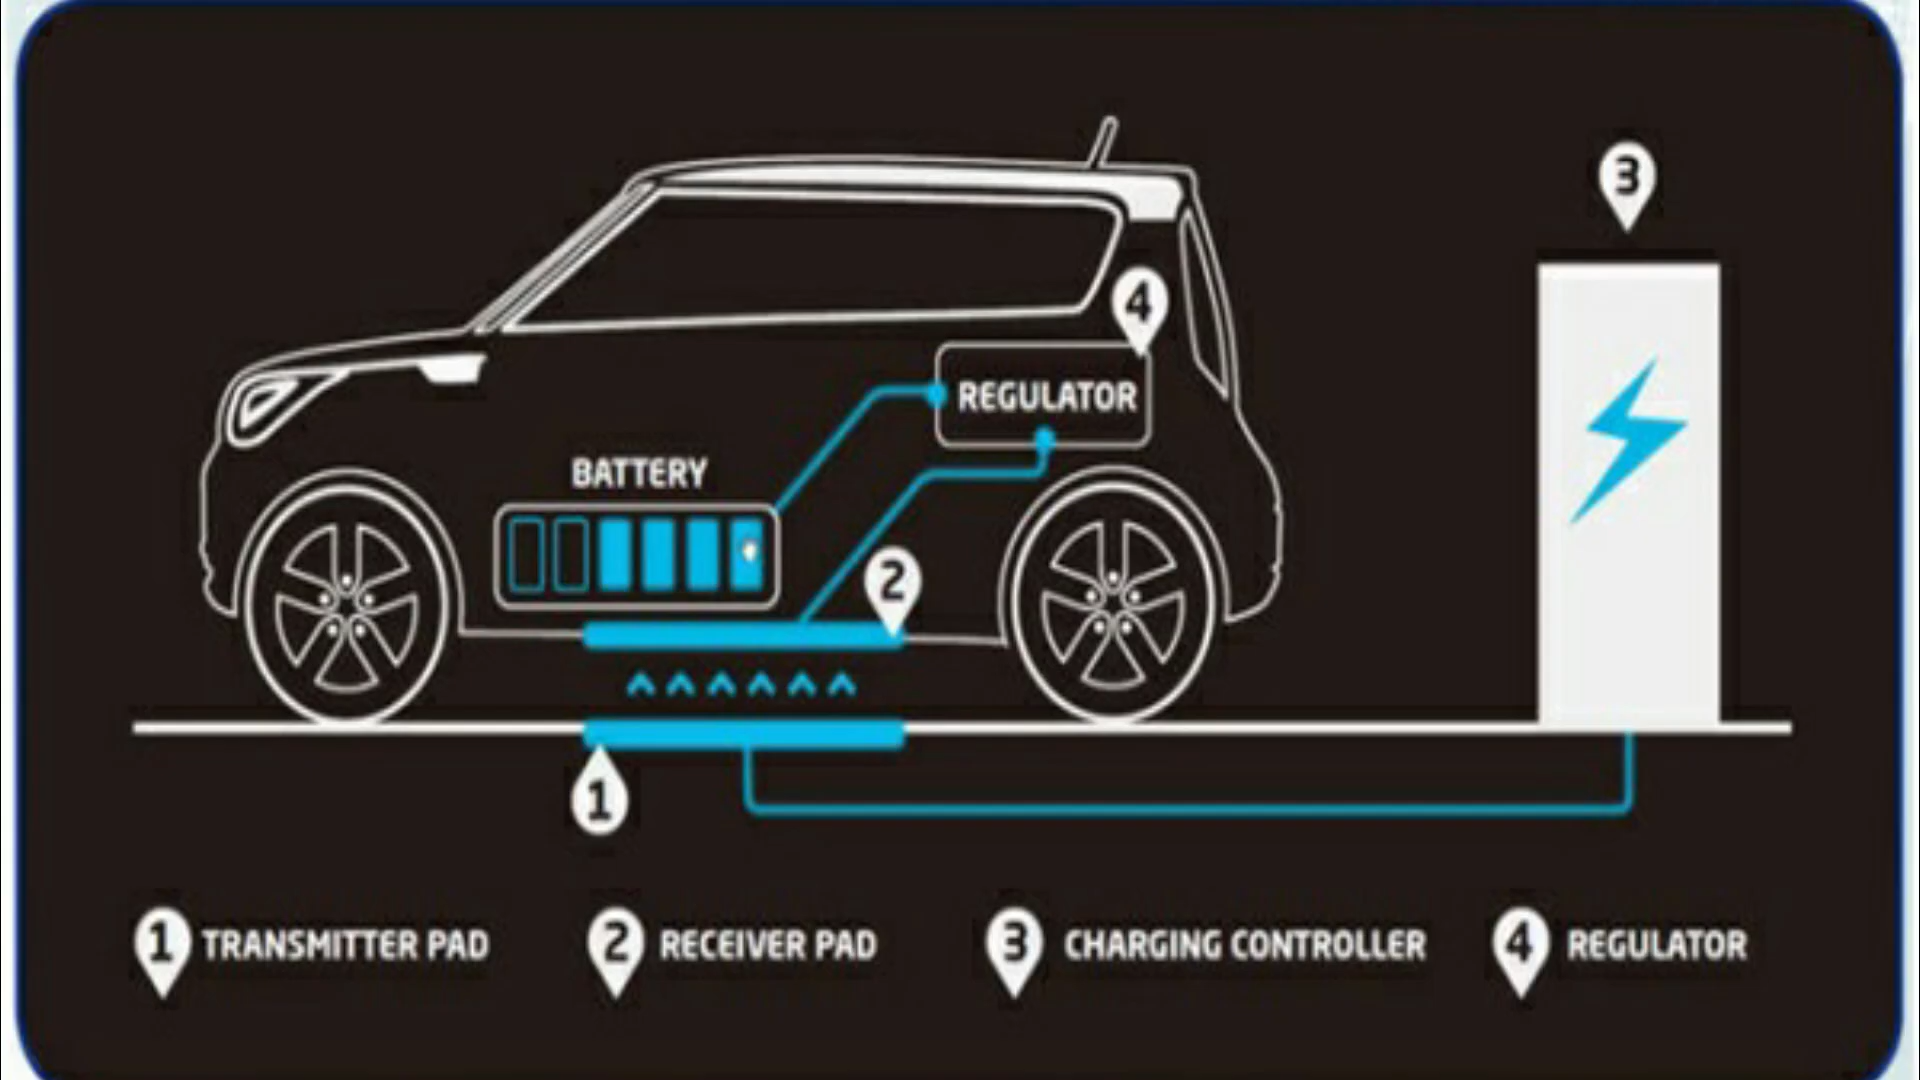 3
4
REGULATOR
BATTERY
2
1
1 TRANSMITTER PAD
2 RECEIVER PAD
3 CHARGING CONTROLLER
4 REGULATOR